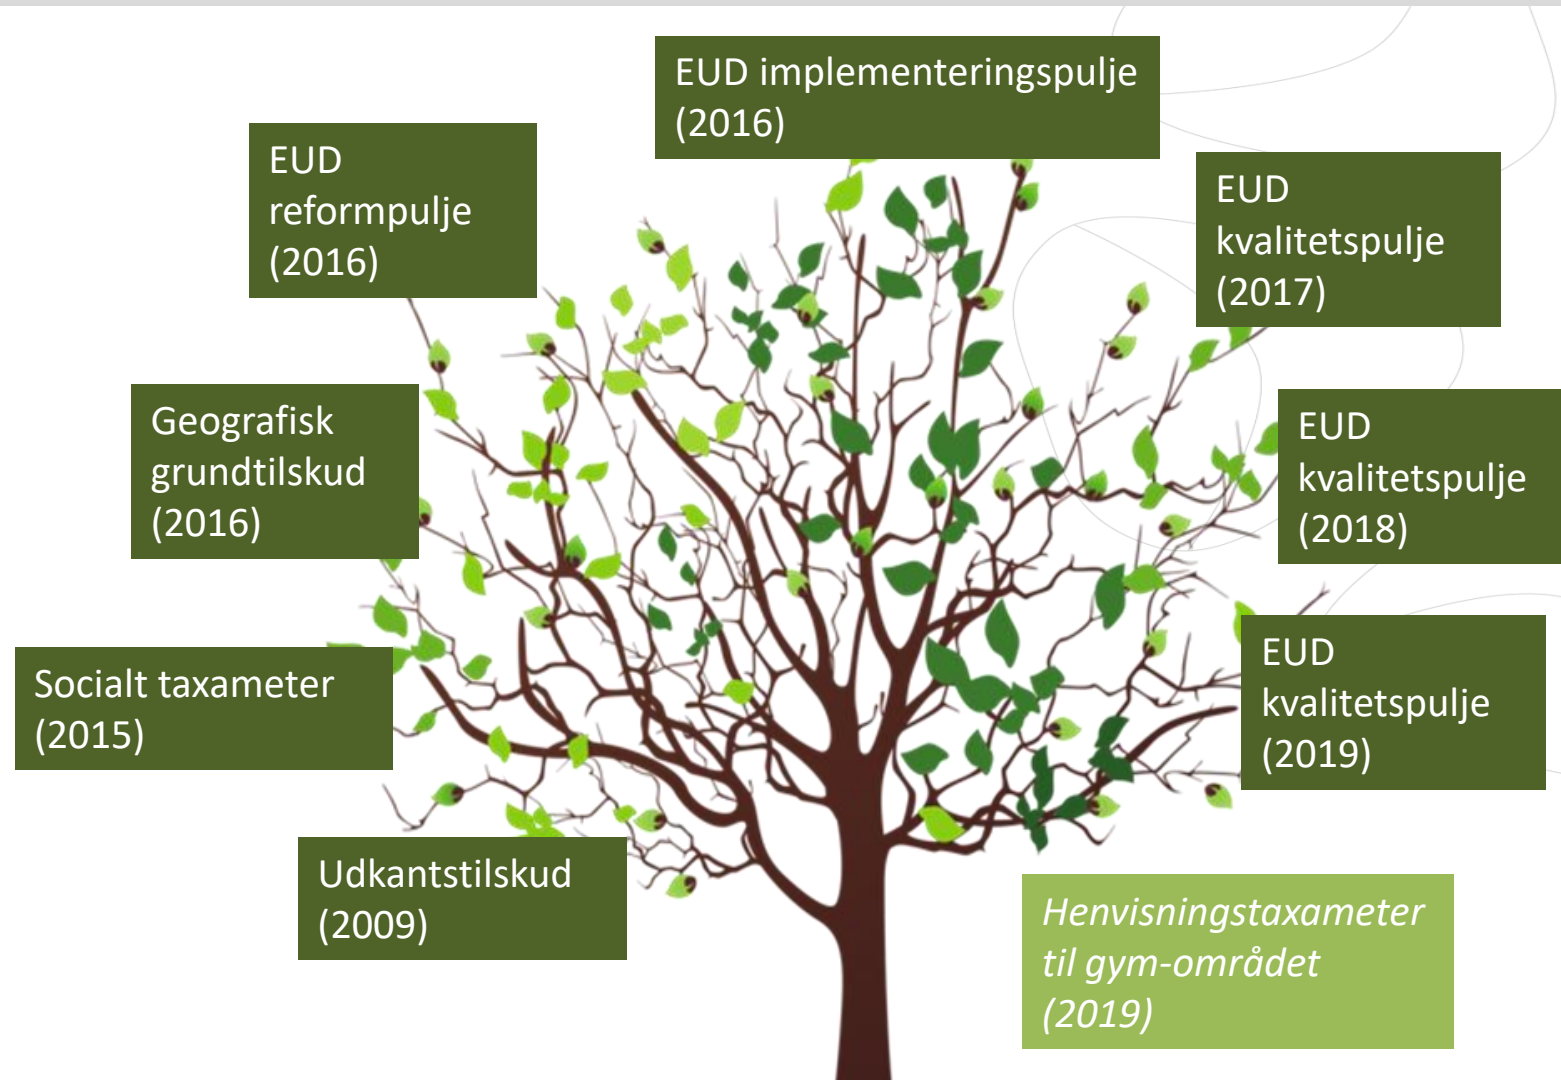 EUD implementeringspulje
(2016)
EUD
reformpulje
(2016)
EUD
kvalitetspulje
(2017)
Geografisk
grundtilskud
(2016)
EUD
kvalitetspulje
(2018)
Socialt taxameter
(2015)
EUD
kvalitetspulje
(2019)
Udkantstilskud
(2009)
Henvisningstaxameter
til gym-området
(2019)